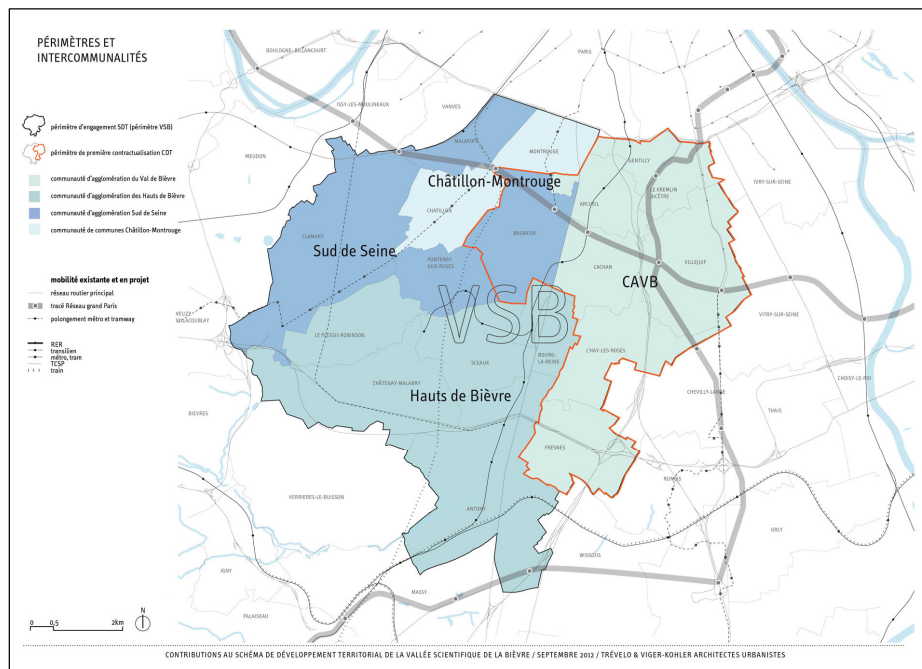 PÉRIMÈTRES ET
INTERCOMMUNALITÉS
périmètre d'engagement SDT (périmètre VSB)
périmètre de première contractualisation CDT
communauté d'agglomération du Val de Bièvre
communauté d'agglomération des Hauts de Bièvre
communauté d'agglomération Sud de Seine
communauté de communes Châtillon-Montrouge
mobilité existante et en projet
réseau routier principal
tracé Réseau grand Paris
polongement métro et tramway
RER
transilien
métro, tram
TCSP
train
0 0,5 2km
N
BOULOGNE-BILLANCOURT
PARIS
ISSY-LES-MOULINEAUX
VANVES
MALAKOFF
MONTROUGE
GENTILLY
MEUDON
IVRY-SUR-SEINE
LE KREMLIN
BICÊTRE
Châtillon-Montrouge
CHATILLON
ARCUEIL
CLAMART
Sud de Seine
BAGNEUX
FONTENAY
AUX-ROSES
CACHAN
VILLEJUIF
CAVB
VITRY-SUR-SEINE
VELIZY
VILLACOUBLAY
VSB
LE PLESSIS ROBINSON
SCEAUX
BOURG-
LA-REINE
L'HAY-LES-ROSES
CHÂTENAY-MALABRY
Hauts de Bièvre
CHEVILLY-LARUE
CHOISY-LE-ROI
THAIS
BIEVRES
FRESNES
RUNGIS
VERRIERES-LE-BUISSON
ANTONY
ORLY
WISSOUS
IGNY
MASSY
PALAISEAU
CONTRIBUTIONS AU SCHÉMA DE DÉVELOPPEMENT TERRITORIAL DE LA VALLÉE SCIENTIFIQUE DE LA BIÈVRE / SEPTEMBRE 2012 / TRÉVELO & VIGER-KOHLER ARCHITECTES URBANISTES